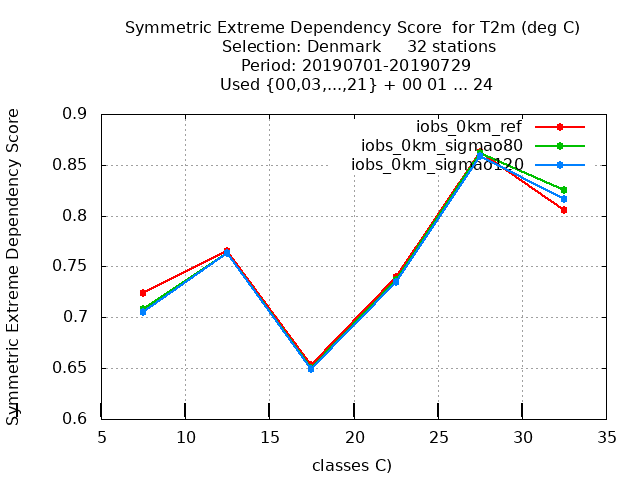 Symmetric Extreme Dependency Score  for T2m (deg C)
Selection: Denmark     32 stations
Period: 20190701-20190729
Used {00,03,...,21} + 00 01 ... 24
Symmetric Extreme Dependency Score
0.9
0.85
0.8
0.75
0.7
0.65
0.6
iobs_0km_ref
iobs_0km_sigmao80
iobs_0km_sigmao120
5 10 15 20 25 30 35
classes C)